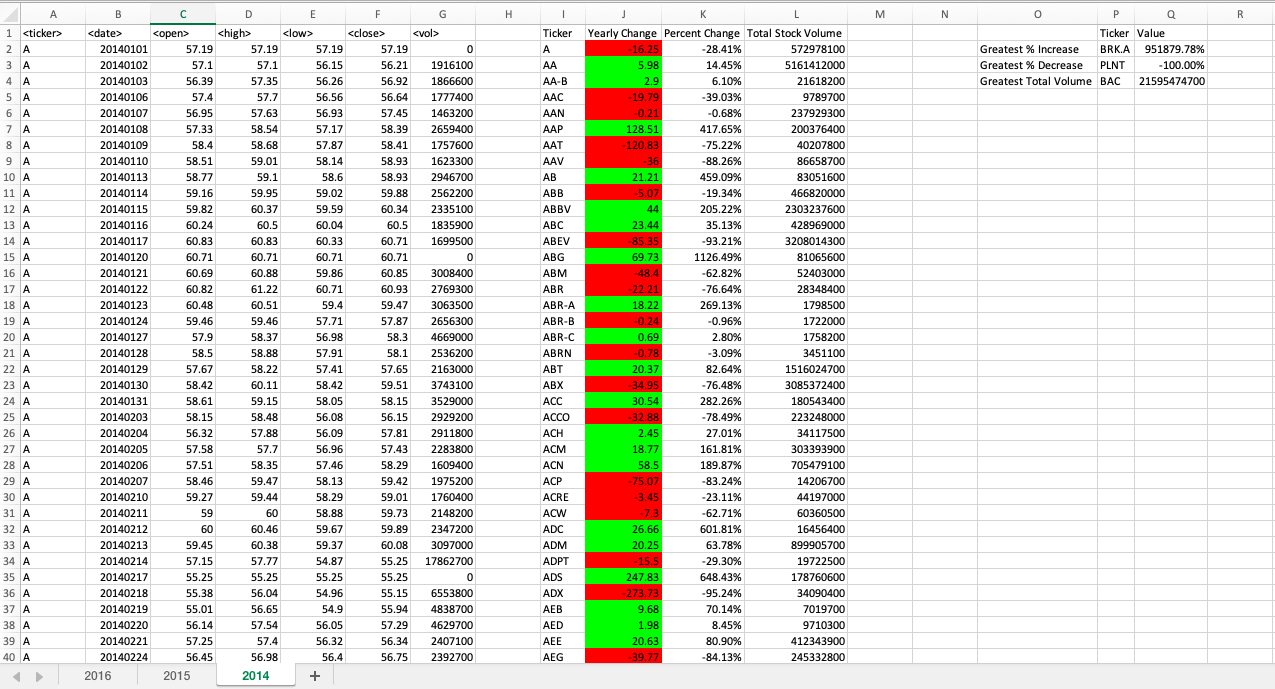 A B C D E F G H I J K L M N O P Q R
1 <ticker> <date> <open> <high> <low> <close> <vol> Ticker Yearly Change Percent Change Total Stock Volume Ticker Value
2 A 20140101 57.19 57.19 57.19 57.19 0 A -16.25 -28.41% 572978100 Greatest % Increase BRK.A 951879.78%
3 A 20140102 57.1 57.1 56.15 56.21 1916100 AA 5.98 14.45% 5161412000 Greatest % Decrease PLNT -100.00%
4 A 20140103 56.39 57.35 56.26 56.92 1866600 AA-B 2.9 6.10% 21618200 Greatest Total Volume BAC 21595474700
5 A 20140106 57.4 57.7 56.56 56.64 1777400 AAC -19.79 -39.03% 9789700
6 A 20140107 56.95 57.63 56.93 57.45 1463200 AAN -0.21 -0.68% 237929300
7 A 20140108 57.33 58.54 57.17 58.39 2659400 AAP 128.51 417.65% 200376400
8 A 20140109 58.4 58.68 57.87 58.41 1757600 AAT -120.83 -75.22% 40207800
9 A 20140110 58.51 59.01 58.14 58.93 1623300 AAV -36 -88.26% 86658700
10 A 20140113 58.77 59.1 58.6 58.93 2946700 AB 21.21 459.09% 83051600
11 A 20140114 59.16 59.95 59.02 59.88 2562200 ABB -5.07 -19.34% 466820000
12 A 20140115 59.82 60.37 59.59 60.34 2335100 ABBV 44 205.22% 2303237600
13 A 20140116 60.24 60.5 60.04 60.5 1835900 ABC 23.44 35.13% 428969000
14 A 20140117 60.83 60.83 60.33 60.71 1699500 ABEV -85.35 -93.21% 3208014300
15 A 20140120 60.71 60.71 60.71 60.71 0 ABG 69.73 1126.49% 81065600
16 A 20140121 60.69 60.88 59.86 60.85 3008400 ABM -48.4 -62.82% 52403000
17 A 20140122 60.82 61.22 60.71 60.93 2769300 ABR -22.21 -76.64% 28348400
18 A 20140123 60.48 60.51 59.4 59.47 3063500 ABR-A 18.22 269.13% 1798500
19 A 20140124 59.46 59.46 57.71 57.87 2656300 ABR-B -0.24 -0.96% 1722000
20 A 20140127 57.9 58.37 56.98 58.3 4669000 ABR-C 0.69 2.80% 1758200
21 A 20140128 58.5 58.88 57.91 58.1 2536200 ABRN -0.78 -3.09% 3451100
22 A 20140129 57.67 58.22 57.41 57.65 2163000 ABT 20.37 82.64% 1516024700
23 A 20140130 58.42 60.11 58.42 59.51 3743100 ABX -34.95 -76.48% 3085372400
24 A 20140131 58.61 59.15 58.05 58.15 3529000 ACC 30.54 282.26% 180543400
25 A 20140203 58.15 58.48 56.08 56.15 2929200 ACCO -32.88 -78.49% 223248000
26 A 20140204 56.32 57.88 56.09 57.81 2911800 ACH 2.45 27.01% 34117500
27 A 20140205 57.58 57.7 56.96 57.43 2283800 ACM 18.77 161.81% 303393900
28 A 20140206 57.51 58.35 57.46 58.29 1609400 ACN 58.5 189.87% 705479100
29 A 20140207 58.46 59.47 58.13 59.42 1975200 ACP -75.07 -83.24% 14206700
30 A 20140210 59.27 59.44 58.29 59.01 1760400 ACRE -3.45 -23.11% 44197000
31 A 20140211 59 60 58.88 59.73 2148200 ACW -7.3 -62.71% 60360500
32 A 20140212 60 60.46 59.67 59.89 2347200 ADC 26.66 601.81% 16456400
33 A 20140213 59.45 60.38 59.37 60.08 3097000 ADM 20.25 63.78% 899905700
34 A 20140214 57.15 57.77 54.87 55.25 17862700 ADPT -15.5 -29.30% 19722500
35 A 20140217 55.25 55.25 55.25 55.25 0 ADS 247.83 648.43% 178760600
36 A 20140218 55.38 56.04 54.96 55.15 6553800 ADX -273.73 -95.24% 34090400
37 A 20140219 55.01 56.65 54.9 55.94 4838700 AEB 9.68 70.14% 7019700
38 A 20140220 56.14 57.54 56.05 57.29 4629700 AED 1.98 8.45% 9710300
39 A 20140221 57.25 57.4 56.32 56.34 2407100 AEE 20.63 80.90% 412343900
40 A 20140224 56.45 56.98 56.4 56.75 2392700 AEG -39.77 -84.13% 245332800
2016 2015 2014 +